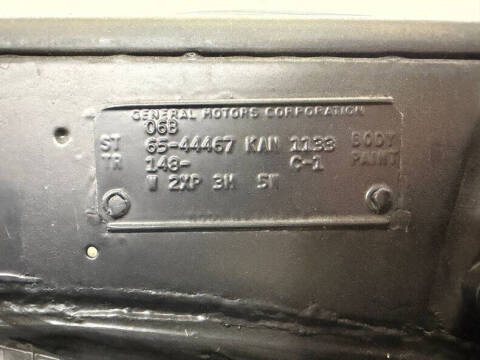 GENERAL MOTORS CORPORATION
06B
ST 65-44467 KAN 1133 BODY
TR 148- C-1 PAINT
W 2XP 3H 5W